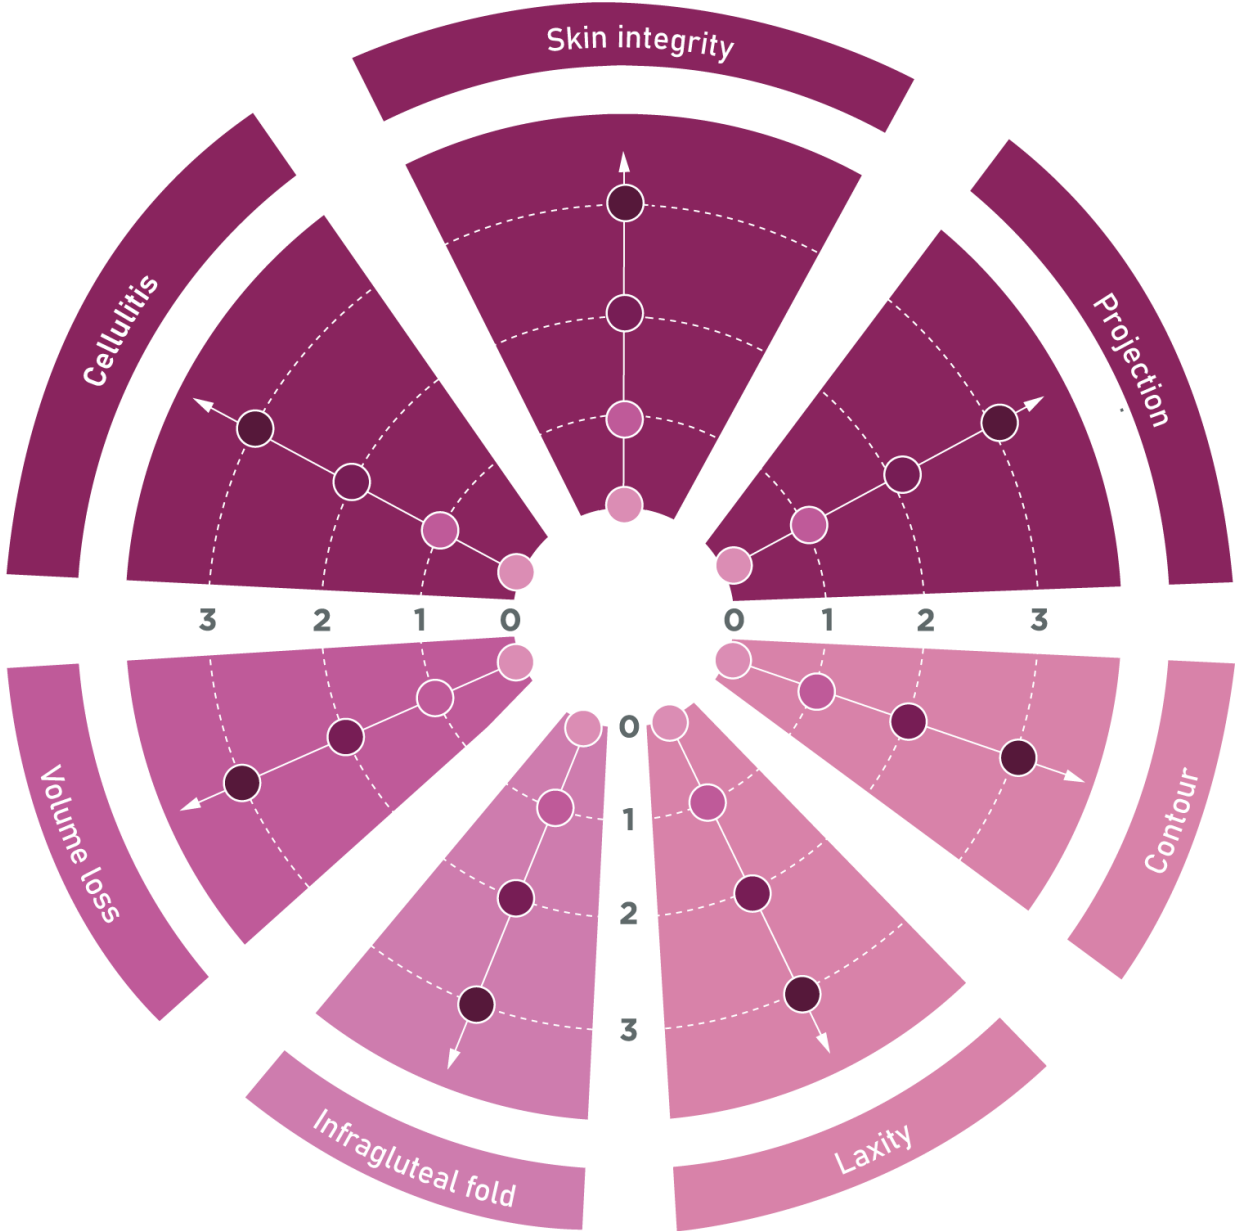 Skin integrity
Cellulitis
Projection
3 2 1 0
0 1 2 3
0
1
2
3
Volume loss
Contour
Infragluteal fold
Laxity